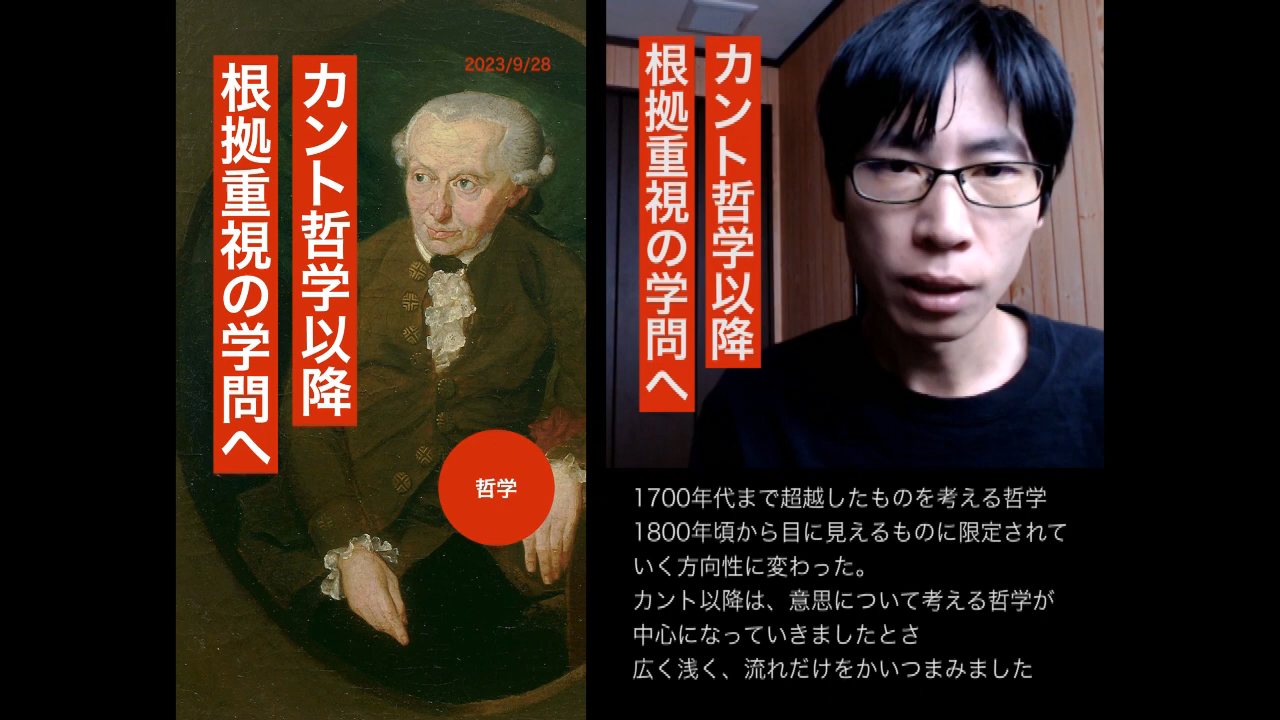 2023/9/28
カント哲学以降
根拠重視の学問へ
哲学
カント哲学以降
根拠重視の学問へ
1700年代まで超越したものを考える哲学
1800年頃から目に見えるものに限定されて
いく方向性に変わった。
カント以降は、意思について考える哲学が
中心になっていきましたとさ
広く浅く、流れだけをかいつまみました